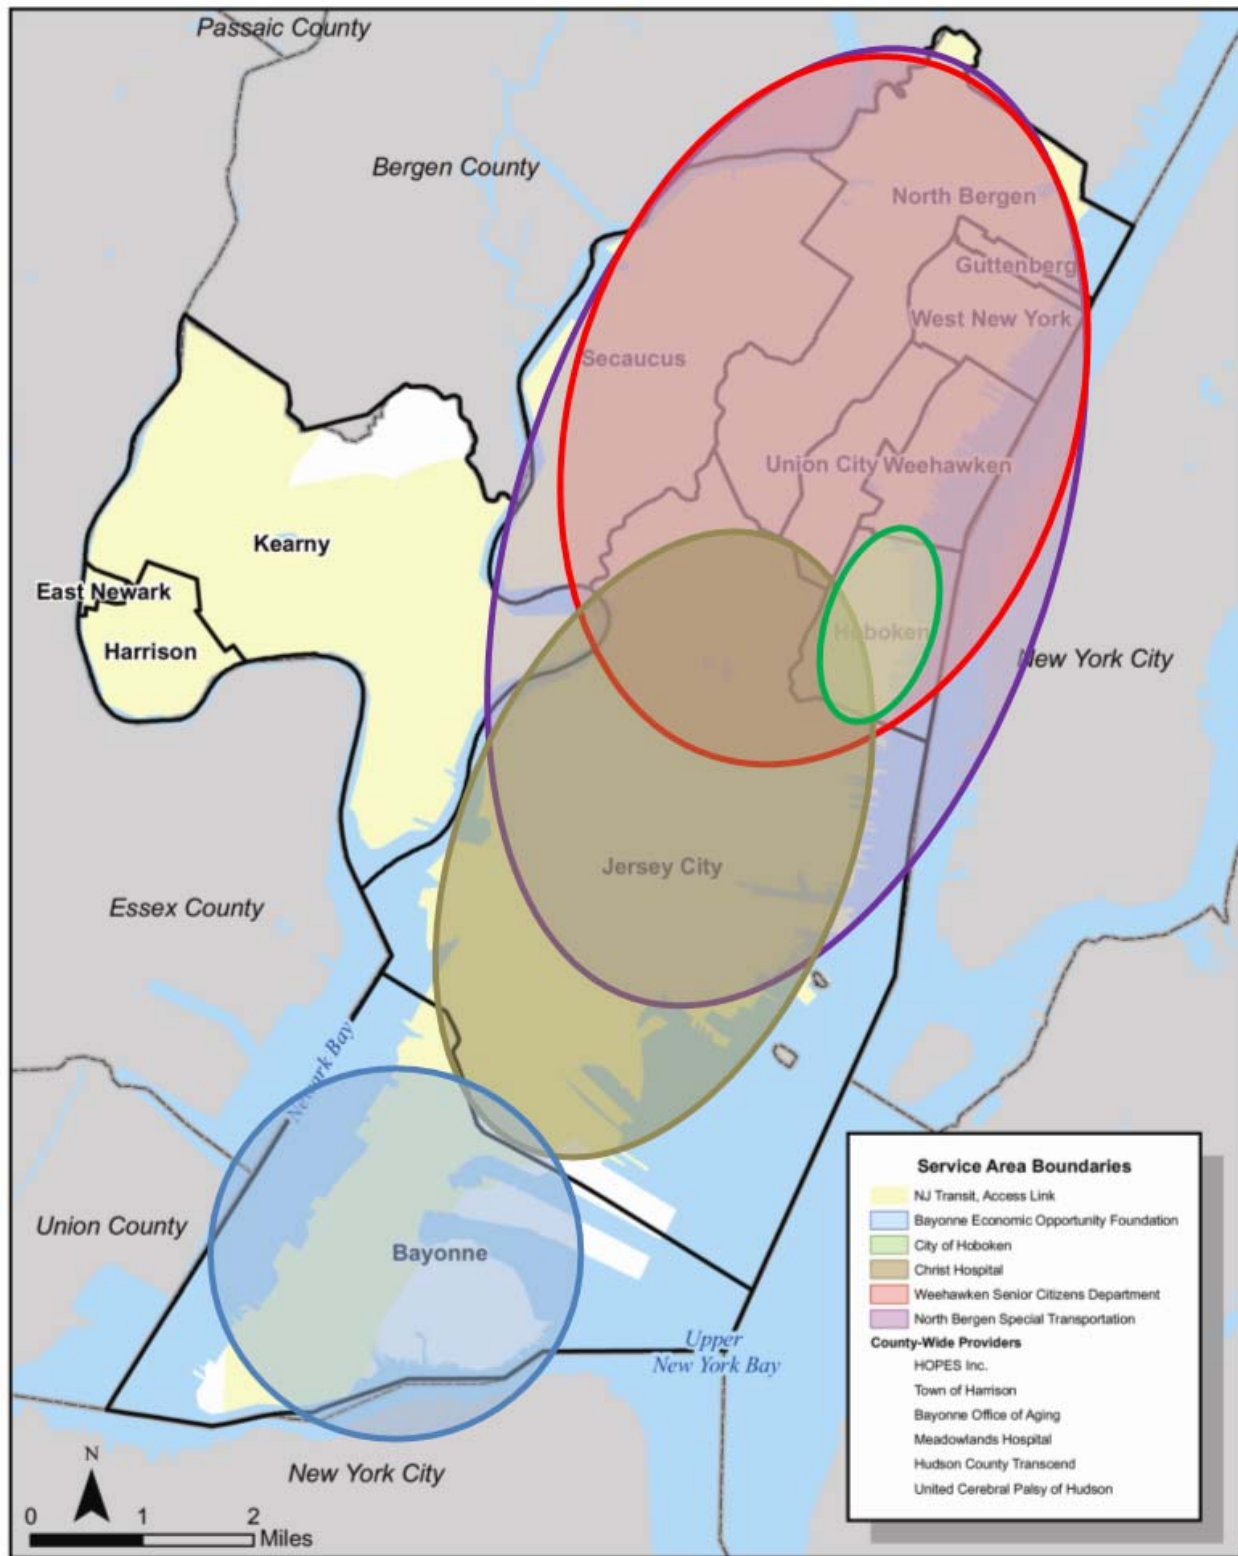 Passaic County
Bergen County
North Bergen
Guttenberg
West New York
Secaucus
Union City
Weehawken
Kearny
East Newark
Harrison
Hoboken
New York City
Jersey City
Essex County
Newark Bay
Union County
Bayonne
Upper
New York Bay
New York City
N
0 1 2
Miles
Service Area Boundaries
NJ Transit, Access Link
Bayonne Economic Opportunity Foundation
City of Hoboken
Christ Hospital
Weehawken Senior Citizens Department
North Bergen Special Transportation
County-Wide Providers
HOPES Inc.
Town of Harrison
Bayonne Office of Aging
Meadowlands Hospital
Hudson County Transcend
United Cerebral Palsy of Hudson